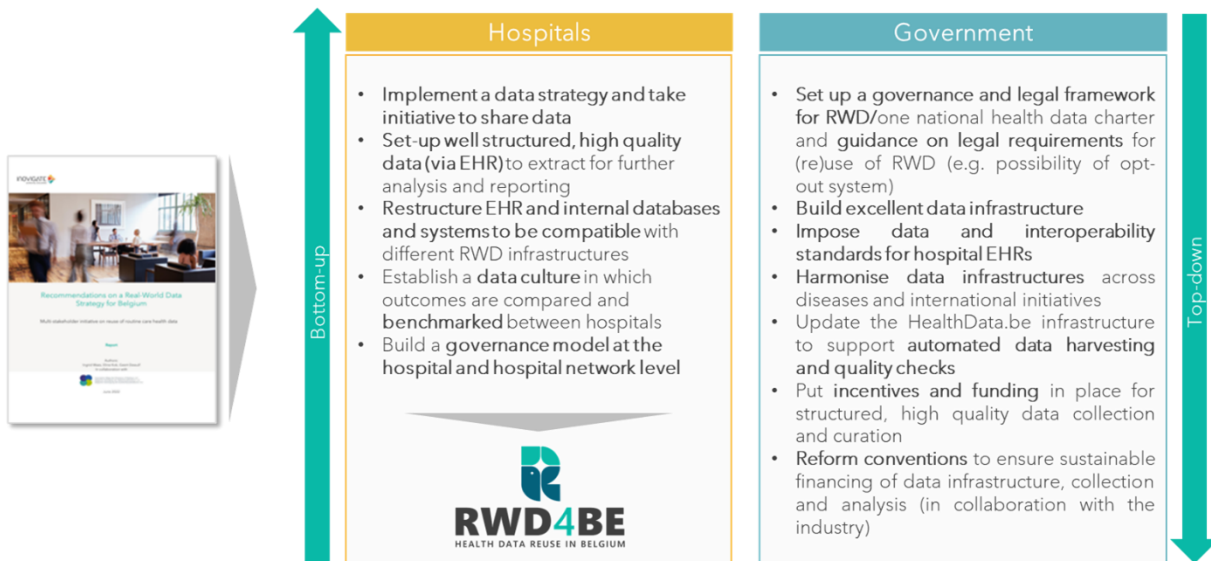 INOVIGATE
Recommendations on a Real-World Data
Strategy for Belgium
Multi-stakeholder initiative on reuse of routine care health data
Report
Authors:
June 2022
Bottom-up
Hospitals
• Implement a data strategy and take
initiative to share data
• Set-up well structured, high quality
data (via EHR) to extract for further
analysis and reporting
• Restructure EHR and internal databases
and systems to be compatible with
different RWD infrastructures
• Establish a data culture in which
outcomes are compared and
benchmarked between hospitals
• Build a governance model at the
hospital and hospital network level
RWD4BE
HEALTH DATA REUSE IN BELGIUM
Government
• Set up a governance and legal framework
for RWD/one national health data charter
and guidance on legal requirements for
(re)use of RWD (e.g. possibility of opt-
out system)
• Build excellent data infrastructure
• Impose data and interoperability
standards for hospital EHRs
• Harmonise data infrastructures across
diseases and international initiatives
• Update the HealthData.be infrastructure
to support automated data harvesting
and quality checks
• Put incentives and funding in place for
structured, high quality data collection
and curation
• Reform conventions to ensure sustainable
financing of data infrastructure, collection
and analysis (in collaboration with the
industry)
Top-down